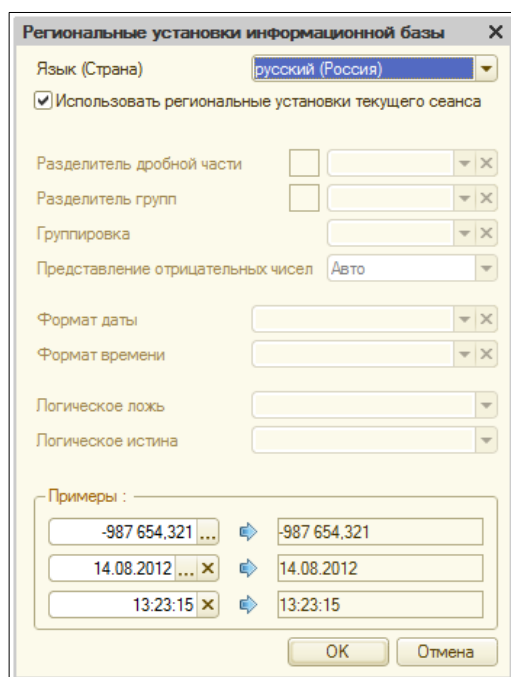 Региональные установки информационной базы
Язык (Страна) русский (Россия)
Использовать региональные установки текущего сеанса
Разделитель дробной части
Разделитель групп
Группировка
Представление отрицательных чисел Авто
Формат даты
Формат времени
Логическое ложь
Логическое истина
Примеры :
-987 654,321 ... -987 654,321
14.08.2012 ... 14.08.2012
13:23:15 13:23:15
OK Отмена